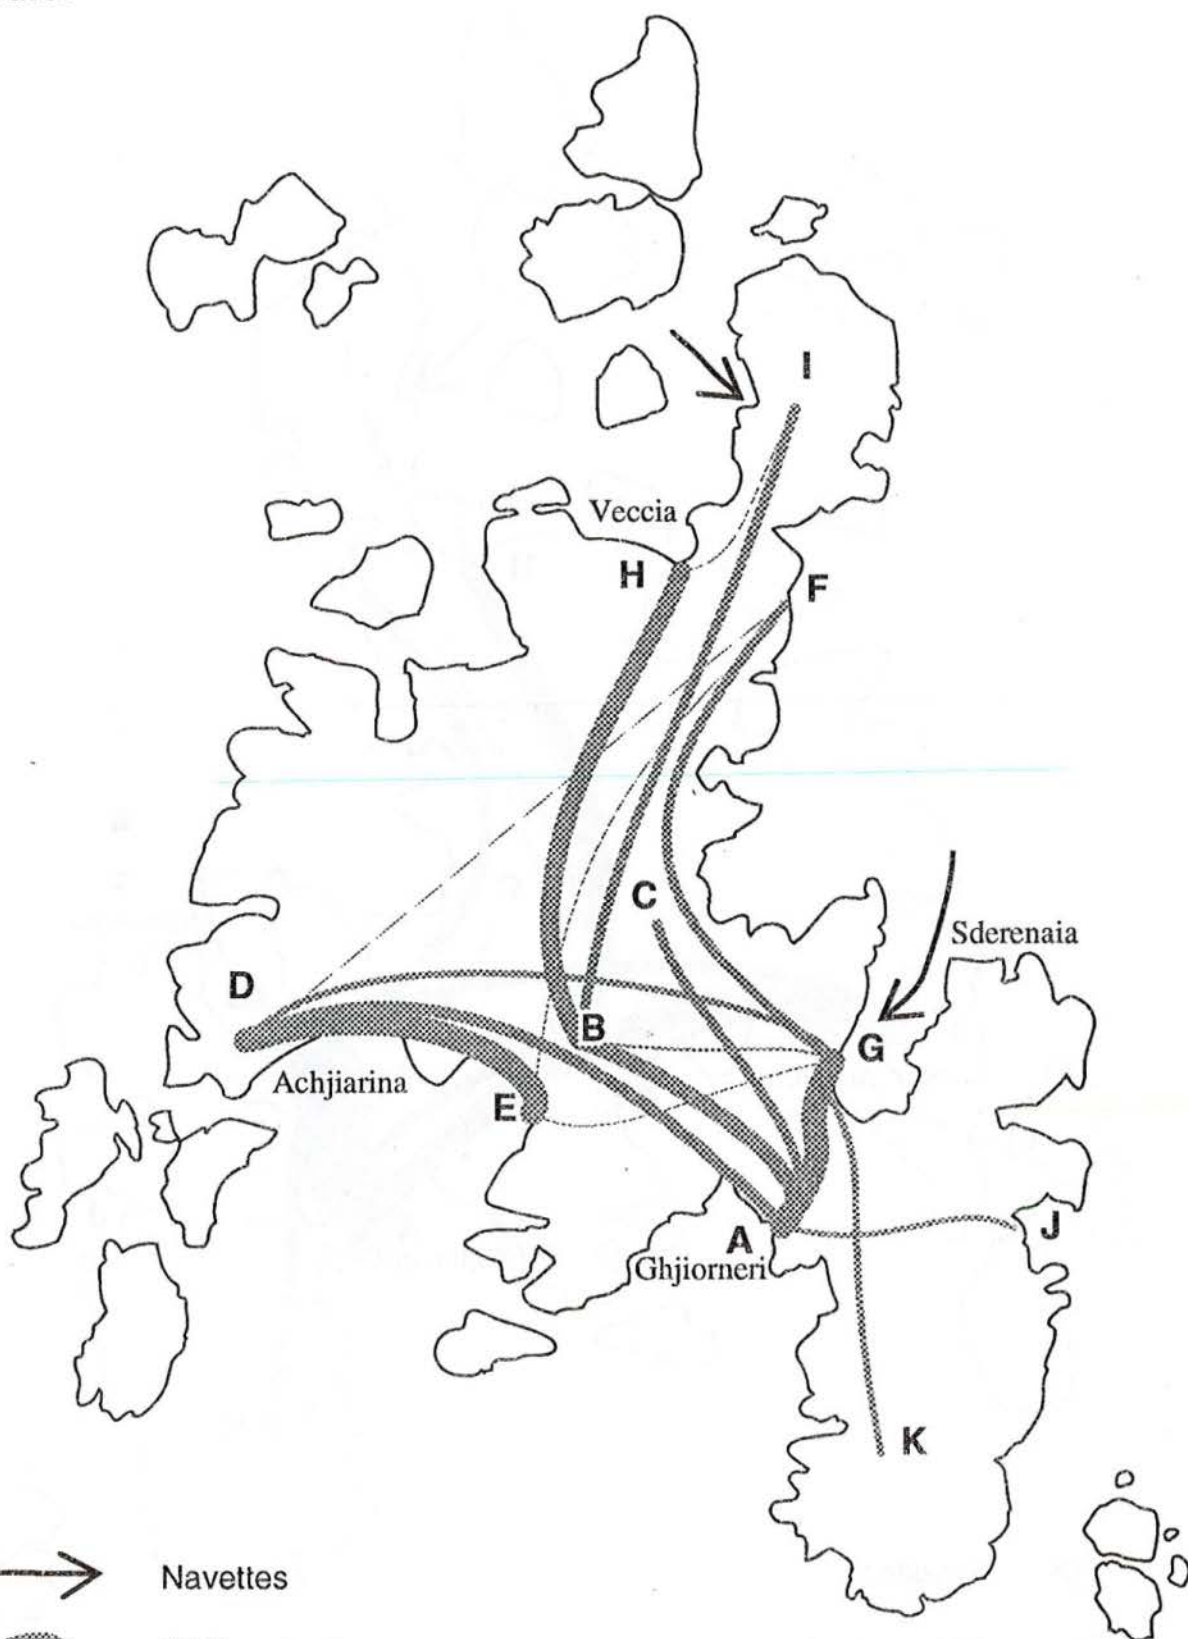 I
Veccia
H
F
C
Sderenaia
D
B
G
Achjiarina
E
A
J
Ghjiorneri
K
Navettes